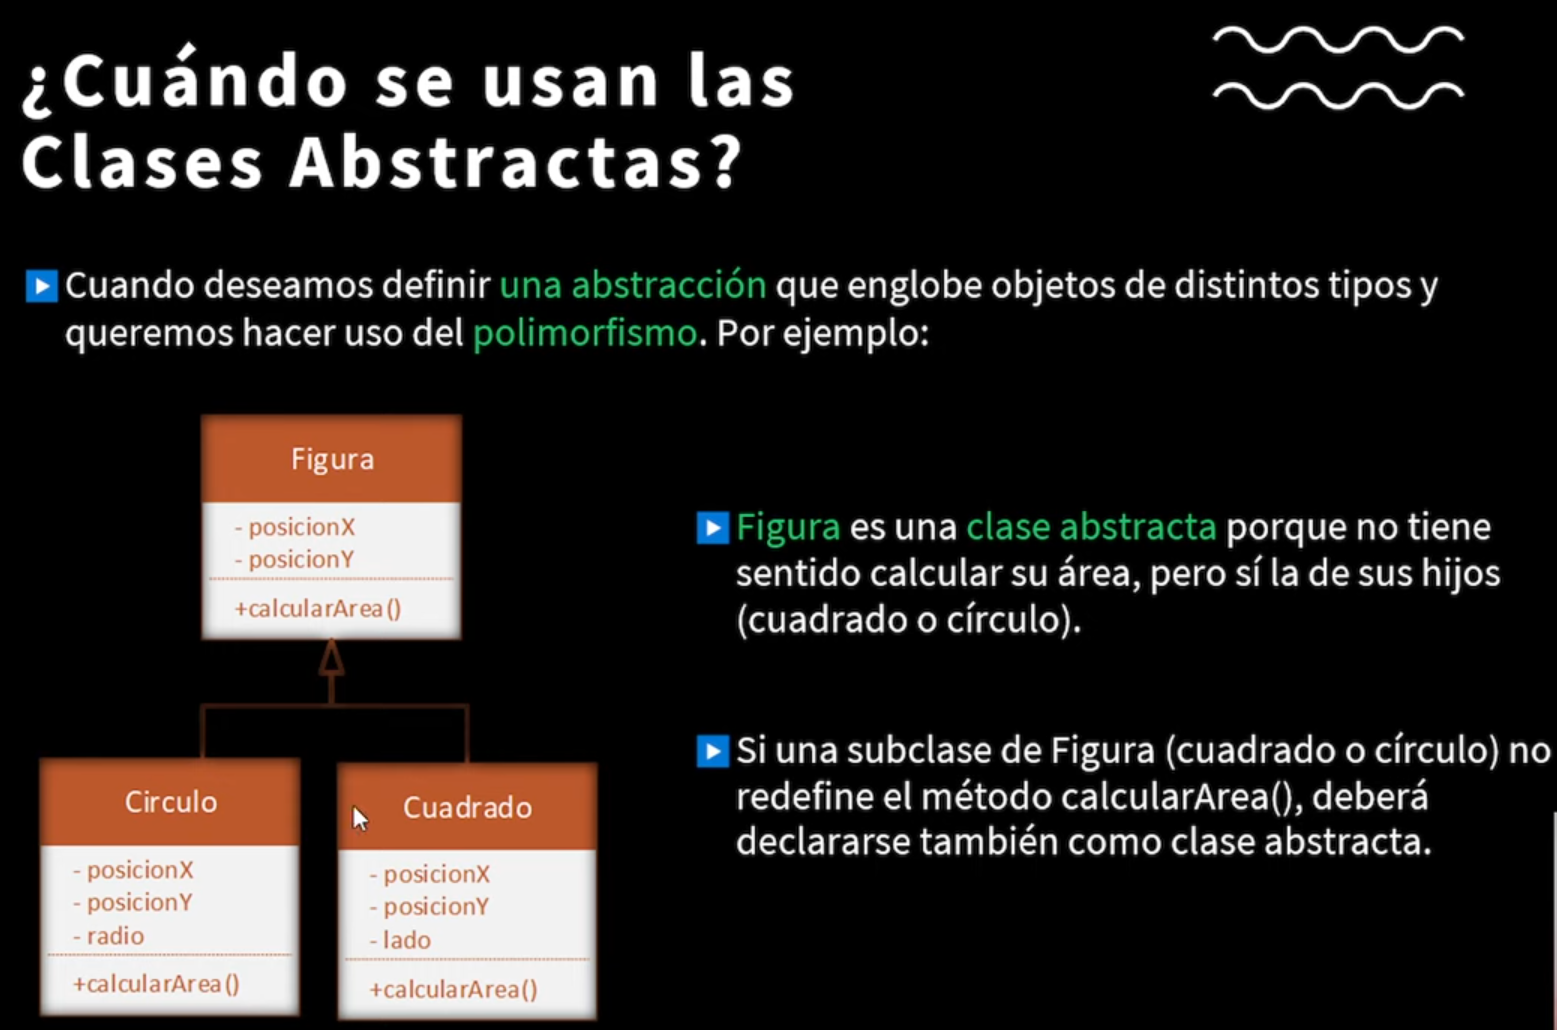 ¿Cuándo se usan las
Clases Abstractas?
Cuando deseamos definir una abstracción que englobe objetos de distintos tipos y
queremos hacer uso del polimorfismo. Por ejemplo:
Figura
- posicionX
- posicionY
+calcularArea()
Circulo
- posicionX
- posicionY
- radio
+calcularArea()
Cuadrado
- posicionX
- posicionY
- lado
+calcularArea()
Figura es una clase abstracta porque no tiene
sentido calcular su área, pero sí la de sus hijos
(cuadrado o círculo).
Si una subclase de Figura (cuadrado o círculo) no
redefine el método calcularArea(), deberá
declararse también como clase abstracta.